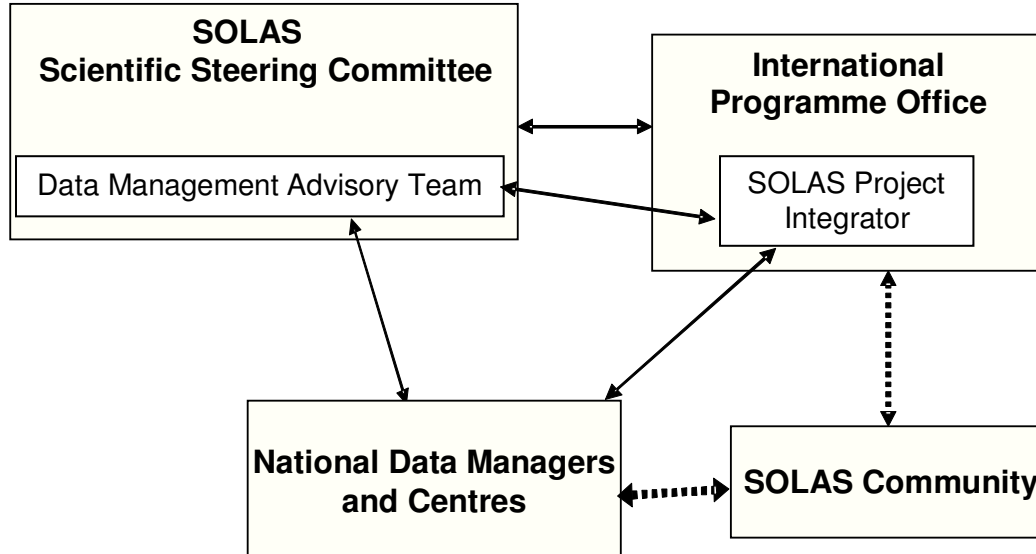 SOLAS
Scientific Steering Committee
Data Management Advisory Team
International
Programme Office
SOLAS Project
Integrator
National Data Managers
and Centres
SOLAS Community